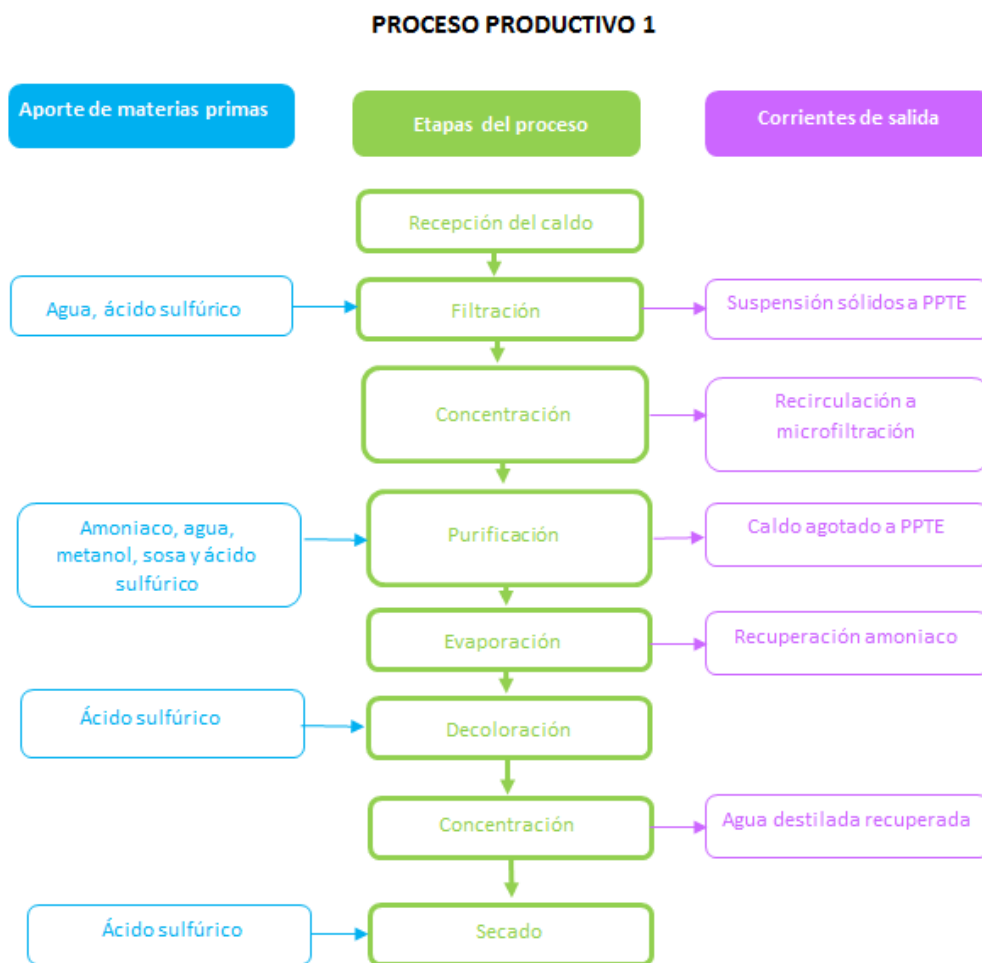 PROCESO PRODUCTIVO 1
Aporte de materias primas
Etapas del proceso
Corrientes de salida
Recepción del caldo
Agua, ácido sulfúrico
Filtración
Suspensión sólidos a PPTE
Concentración
Recirculación a
microfiltración
Amoniaco, agua,
metanol, sosa y ácido
sulfúrico
Purificación
Caldo agotado a PPTE
Evaporación
Recuperación amoniaco
Ácido sulfúrico
Decoloración
Concentración
Agua destilada recuperada
Ácido sulfúrico
Secado